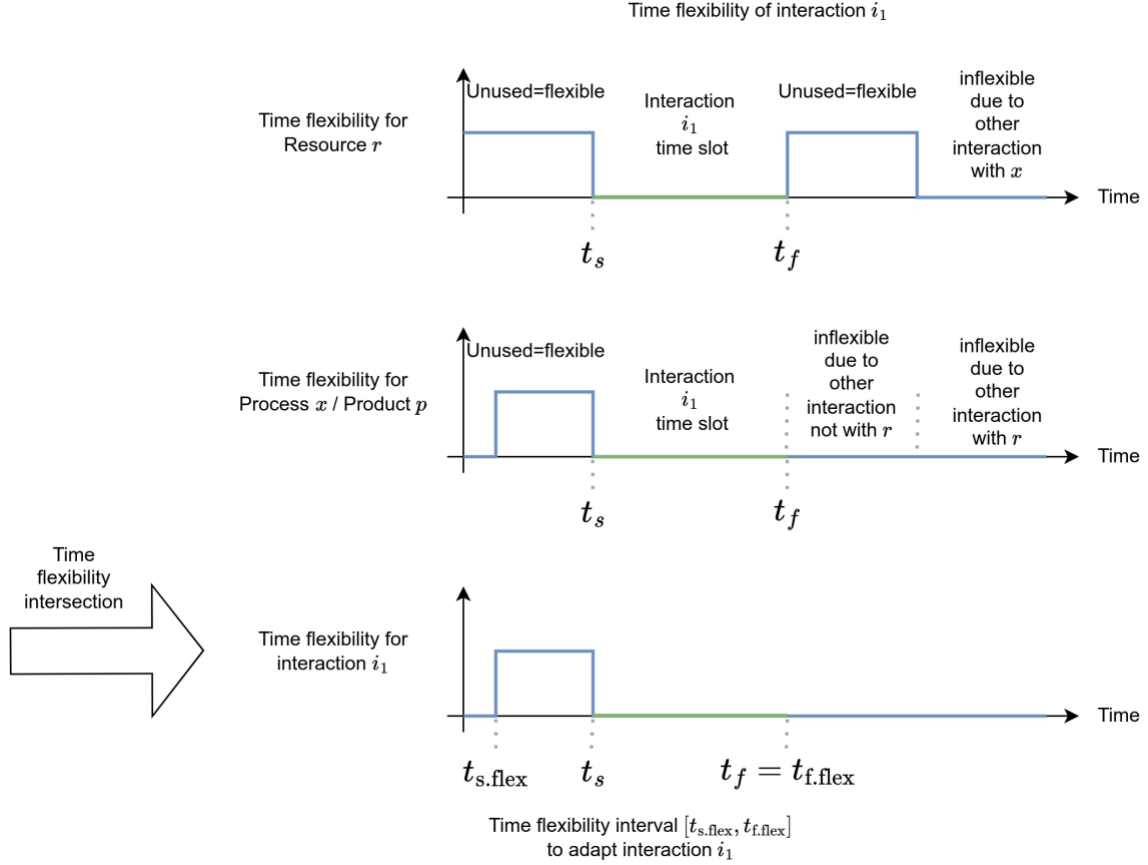 Time flexibility of interaction i₁
Time flexibility for
Resource r
Unused=flexible
Interaction
i₁
time slot
Unused=flexible
inflexible
due to
other
interaction
with x
Time
tₛ
t_f
Time flexibility for
Process x / Product p
Unused=flexible
Interaction
i₁
time slot
inflexible
due to
other
interaction
not with r
inflexible
due to
other
interaction
with r
Time
tₛ
t_f
Time
flexibility
intersection
Time flexibility for
interaction i₁
Time
t_s.flex
tₛ
t_f = t_f.flex
Time flexibility interval [t_s.flex, t_f.flex]
to adapt interaction i₁